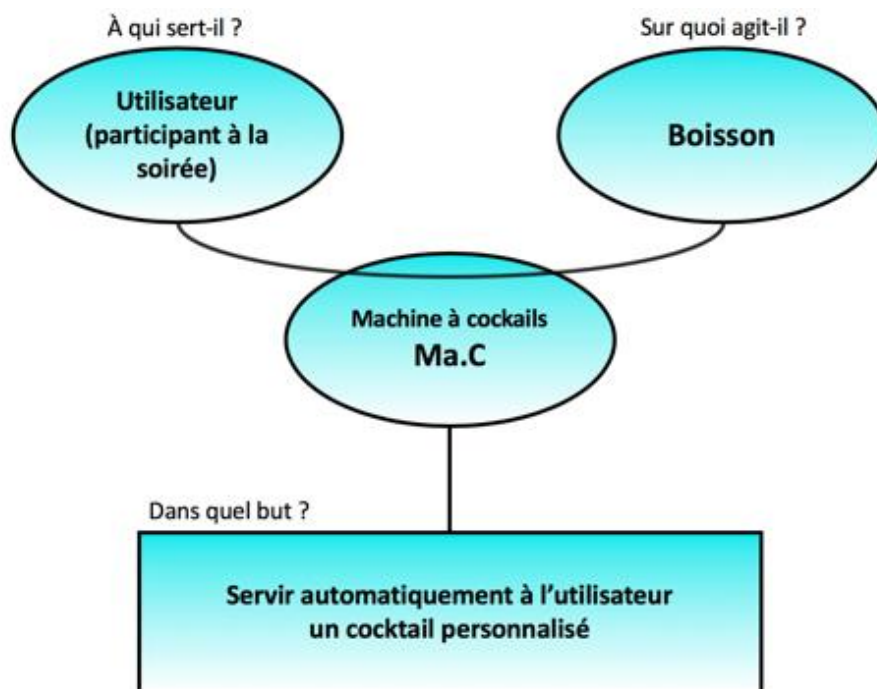 À qui sert-il ?
Sur quoi agit-il ?
Utilisateur
(participant à la
soirée)
Boisson
Machine à cockails
Ma.C
Dans quel but ?
Servir automatiquement à l’utilisateur
un cocktail personnalisé